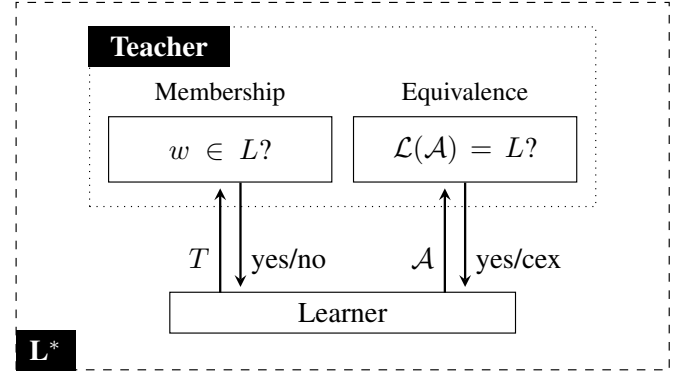 Teacher
Membership Equivalence
w ∈ L? 𝓛(𝒜) = L?
T yes/no 𝒜 yes/cex
Learner
L*